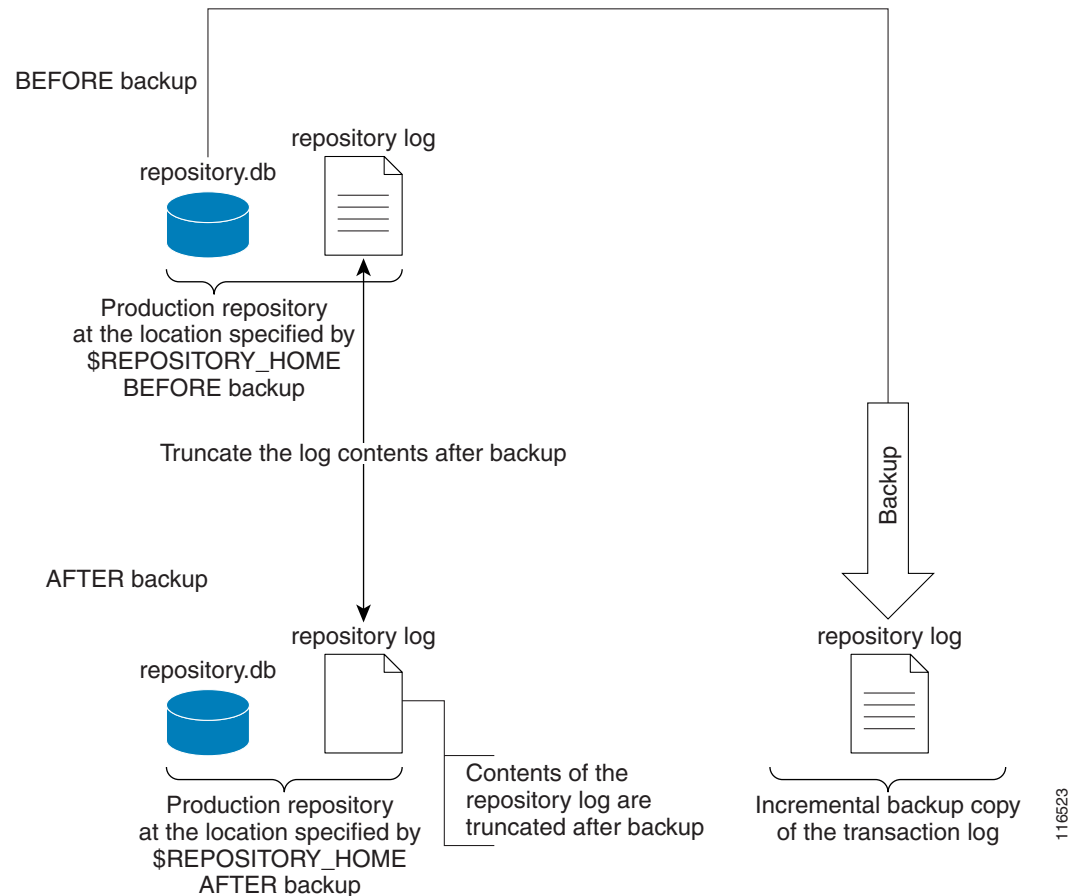 BEFORE backup
repository log
repository.db
Production repository
at the location specified by
$REPOSITORY_HOME
BEFORE backup
Truncate the log contents after backup
Backup
AFTER backup
repository log
repository.db
repository log
Contents of the
repository log are
truncated after backup
Production repository
at the location specified by
$REPOSITORY_HOME
AFTER backup
Incremental backup copy
of the transaction log
116523